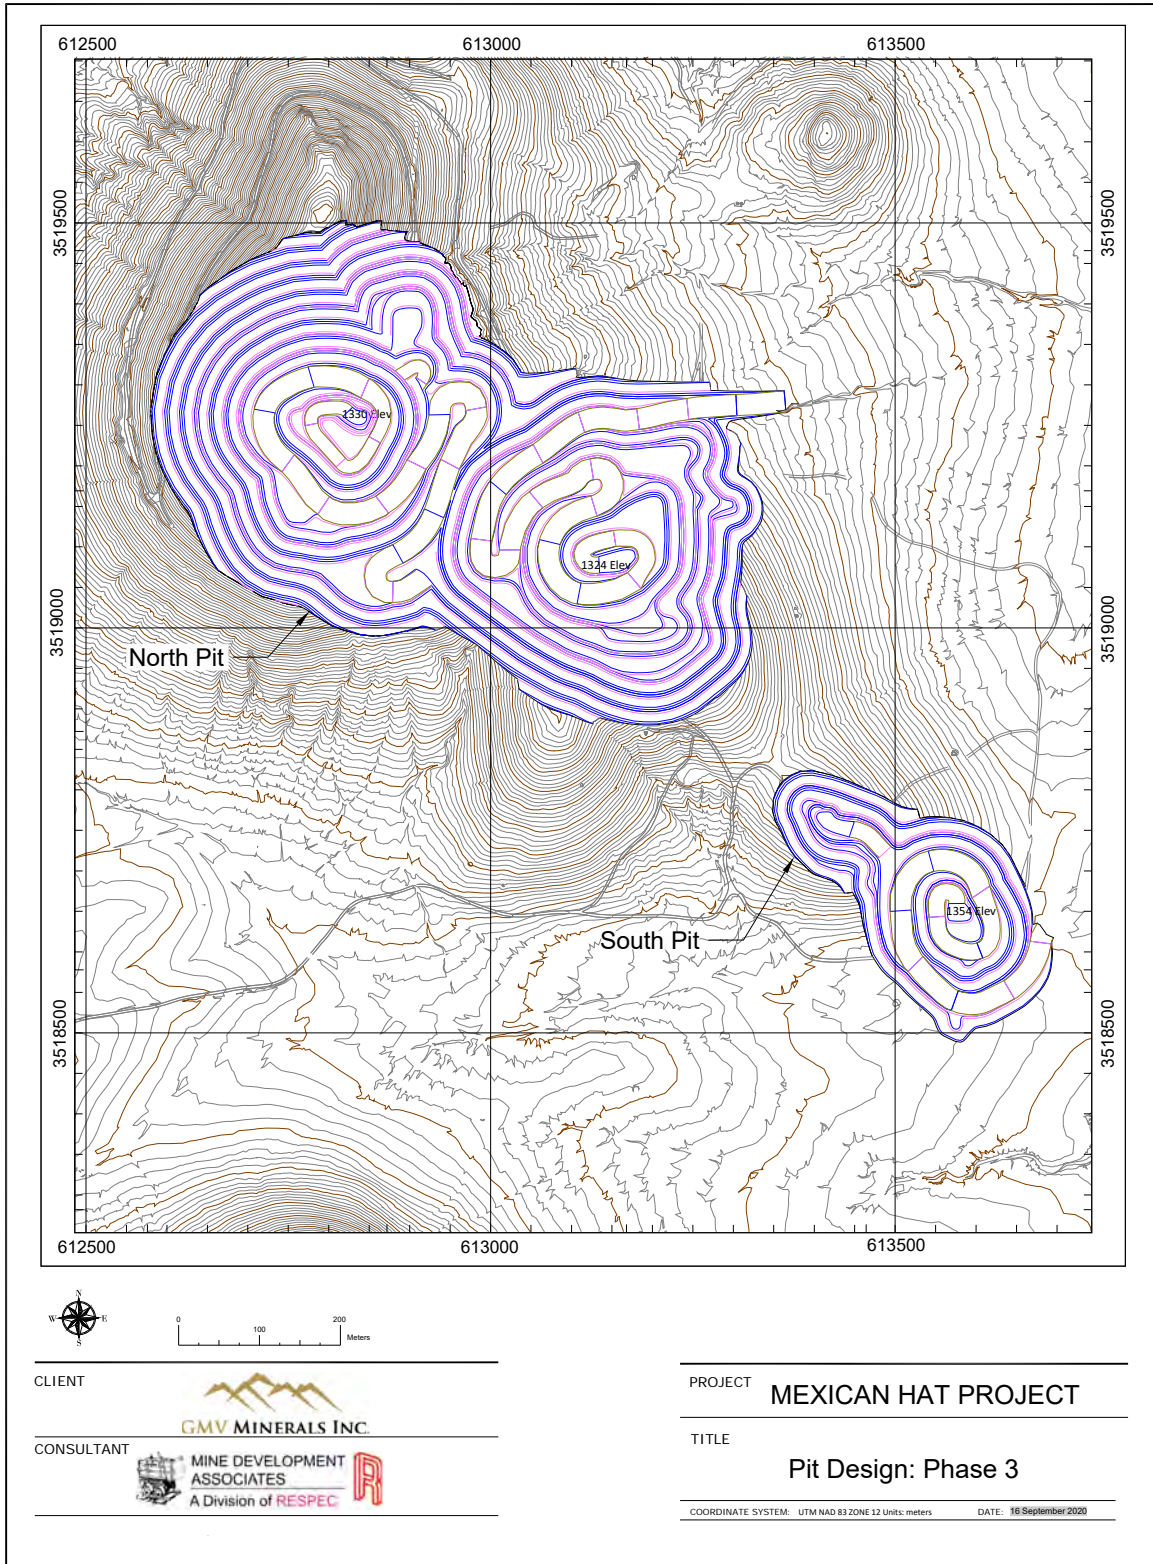 612500 613000 613500
3519500 3519500
1330 Elev
1324 Elev
3519000 3519000
North Pit
1354 Elev
South Pit
3518500 3518500
612500 613000 613500
N
W E
S
0 100 200
Meters
CLIENT
GMV MINERALS INC.
CONSULTANT
MINE DEVELOPMENT
ASSOCIATES
A Division of RESPEC
R
PROJECT MEXICAN HAT PROJECT
TITLE
Pit Design: Phase 3
COORDINATE SYSTEM: UTM NAD 83 ZONE 12 Units: meters DATE: 16 September 2020